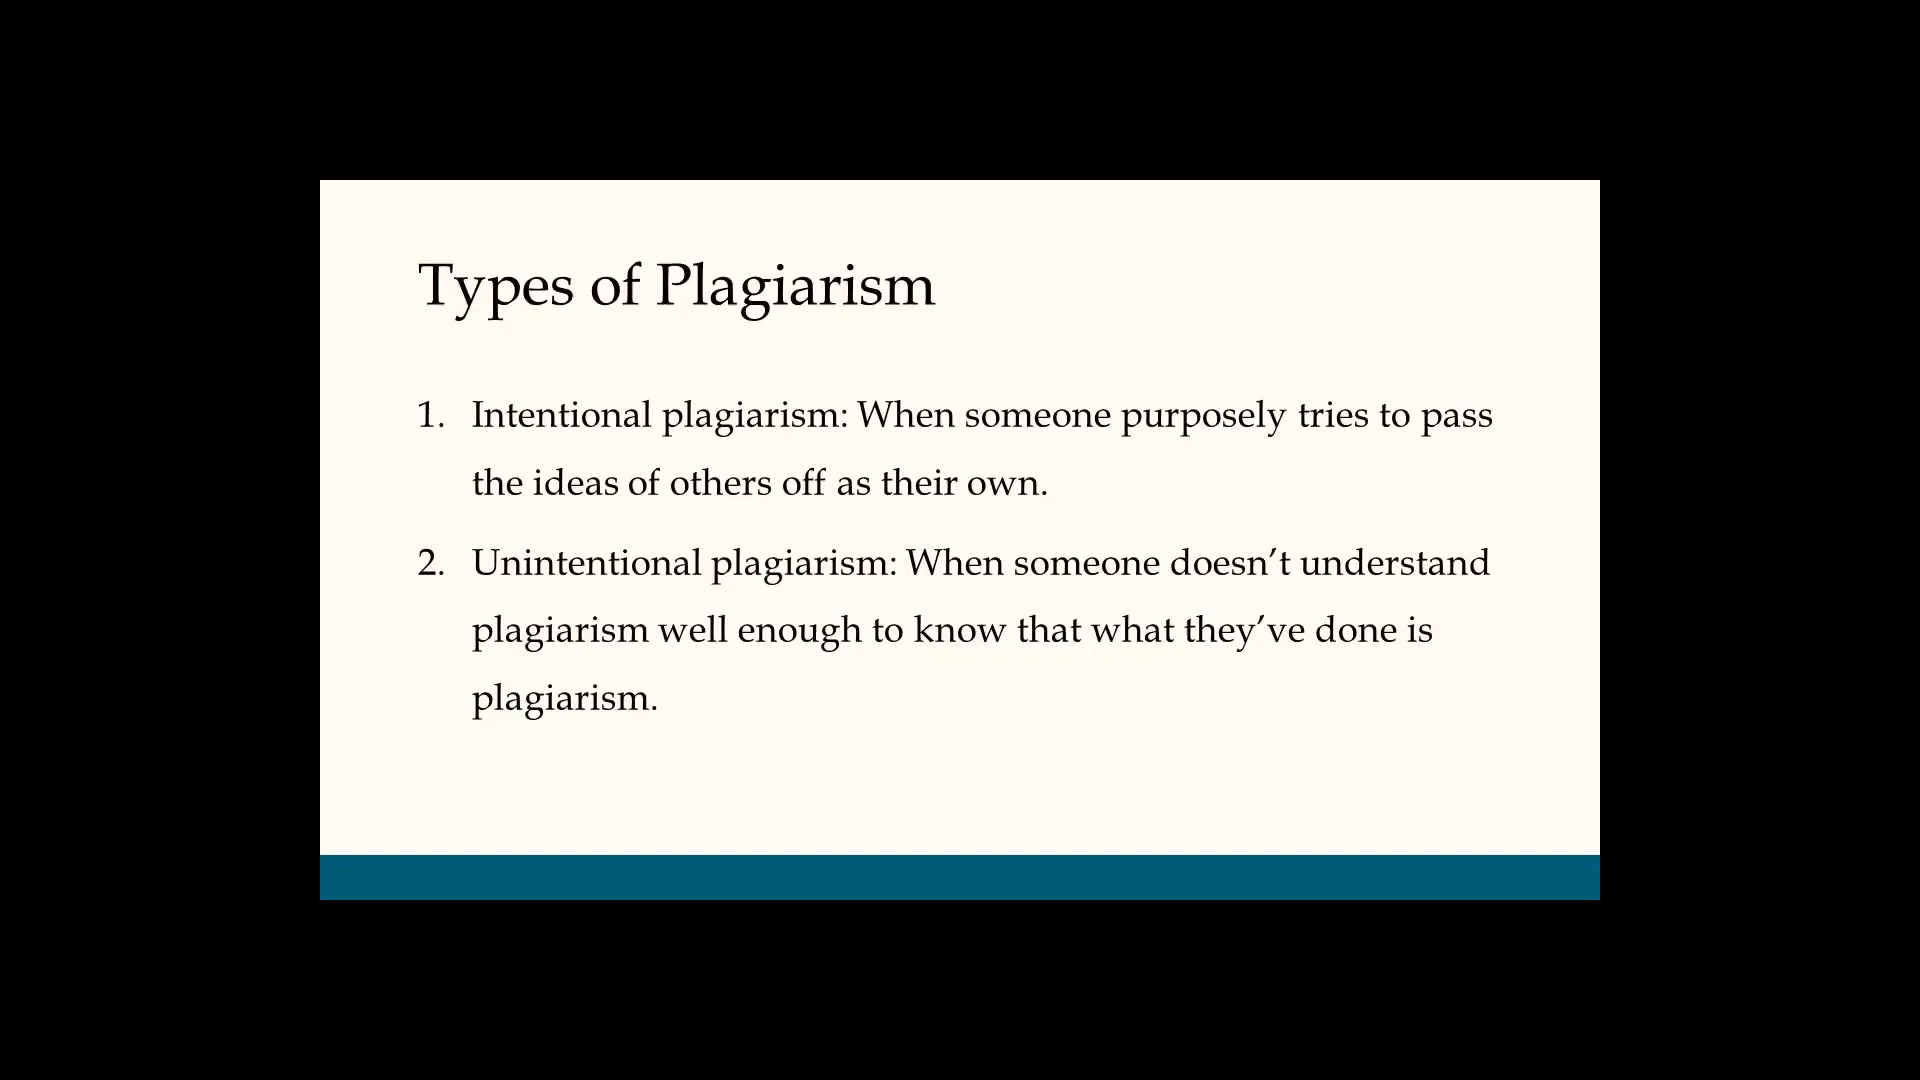 Types of Plagiarism
1. Intentional plagiarism: When someone purposely tries to pass
the ideas of others off as their own.
2. Unintentional plagiarism: When someone doesn’t understand
plagiarism well enough to know that what they’ve done is
plagiarism.